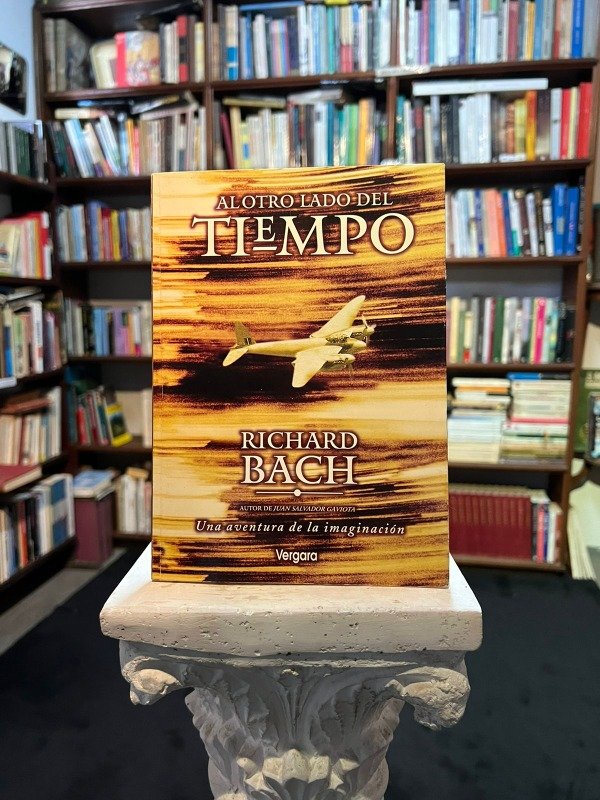 AL OTRO LADO DEL
TIEMPO
RICHARD
BACH
AUTOR DE JUAN SALVADOR GAVIOTA
Una aventura de la imaginación
Vergara